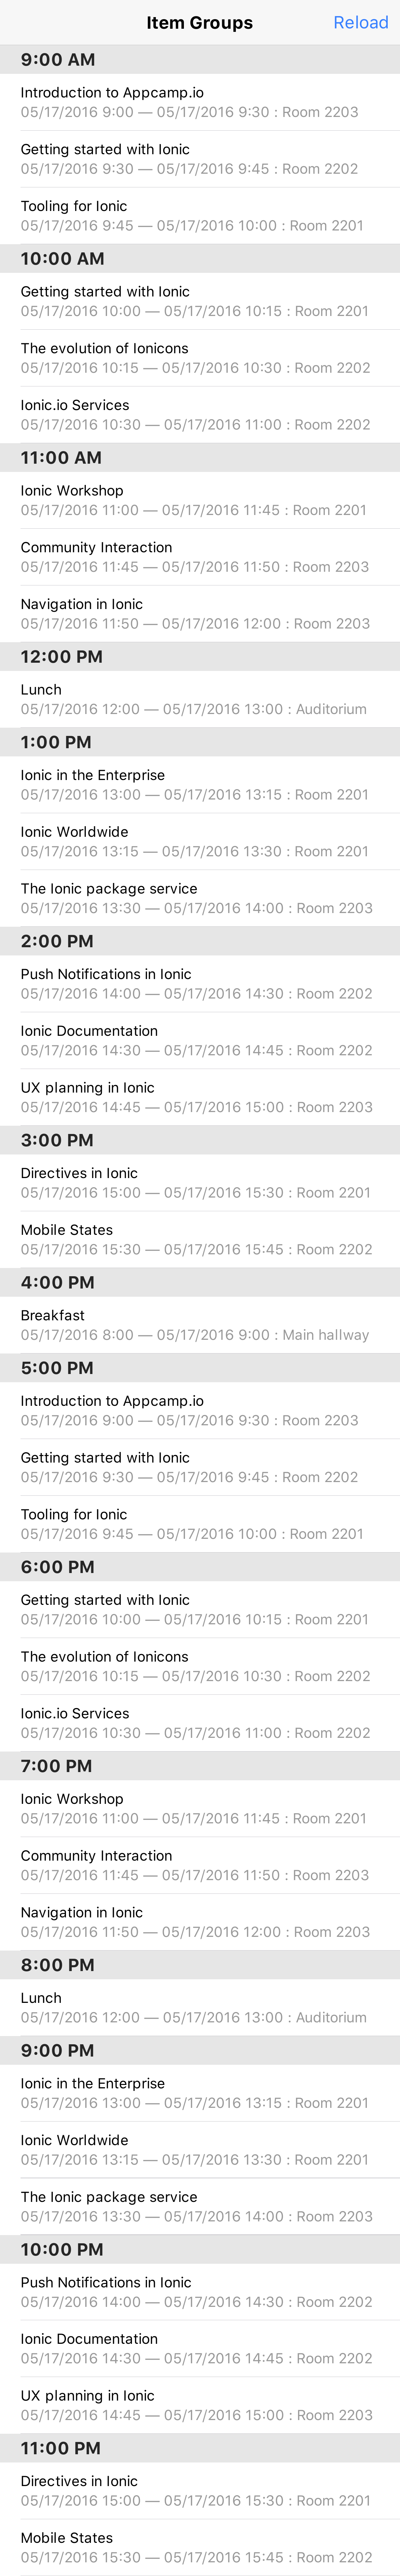 Item Groups
Reload
9:00 AM
Introduction to Appcamp.io
05/17/2016 9:00 — 05/17/2016 9:30 : Room 2203
Getting started with Ionic
05/17/2016 9:30 — 05/17/2016 9:45 : Room 2202
Tooling for Ionic
05/17/2016 9:45 — 05/17/2016 10:00 : Room 2201
10:00 AM
Getting started with Ionic
05/17/2016 10:00 — 05/17/2016 10:15 : Room 2201
The evolution of Ionicons
05/17/2016 10:15 — 05/17/2016 10:30 : Room 2202
Ionic.io Services
05/17/2016 10:30 — 05/17/2016 11:00 : Room 2202
11:00 AM
Ionic Workshop
05/17/2016 11:00 — 05/17/2016 11:45 : Room 2201
Community Interaction
05/17/2016 11:45 — 05/17/2016 11:50 : Room 2203
Navigation in Ionic
05/17/2016 11:50 — 05/17/2016 12:00 : Room 2203
12:00 PM
Lunch
05/17/2016 12:00 — 05/17/2016 13:00 : Auditorium
1:00 PM
Ionic in the Enterprise
05/17/2016 13:00 — 05/17/2016 13:15 : Room 2201
Ionic Worldwide
05/17/2016 13:15 — 05/17/2016 13:30 : Room 2201
The Ionic package service
05/17/2016 13:30 — 05/17/2016 14:00 : Room 2203
2:00 PM
Push Notifications in Ionic
05/17/2016 14:00 — 05/17/2016 14:30 : Room 2202
Ionic Documentation
05/17/2016 14:30 — 05/17/2016 14:45 : Room 2202
UX planning in Ionic
05/17/2016 14:45 — 05/17/2016 15:00 : Room 2203
3:00 PM
Directives in Ionic
05/17/2016 15:00 — 05/17/2016 15:30 : Room 2201
Mobile States
05/17/2016 15:30 — 05/17/2016 15:45 : Room 2202
4:00 PM
Breakfast
05/17/2016 8:00 — 05/17/2016 9:00 : Main hallway
5:00 PM
Introduction to Appcamp.io
05/17/2016 9:00 — 05/17/2016 9:30 : Room 2203
Getting started with Ionic
05/17/2016 9:30 — 05/17/2016 9:45 : Room 2202
Tooling for Ionic
05/17/2016 9:45 — 05/17/2016 10:00 : Room 2201
6:00 PM
Getting started with Ionic
05/17/2016 10:00 — 05/17/2016 10:15 : Room 2201
The evolution of Ionicons
05/17/2016 10:15 — 05/17/2016 10:30 : Room 2202
Ionic.io Services
05/17/2016 10:30 — 05/17/2016 11:00 : Room 2202
7:00 PM
Ionic Workshop
05/17/2016 11:00 — 05/17/2016 11:45 : Room 2201
Community Interaction
05/17/2016 11:45 — 05/17/2016 11:50 : Room 2203
Navigation in Ionic
05/17/2016 11:50 — 05/17/2016 12:00 : Room 2203
8:00 PM
Lunch
05/17/2016 12:00 — 05/17/2016 13:00 : Auditorium
9:00 PM
Ionic in the Enterprise
05/17/2016 13:00 — 05/17/2016 13:15 : Room 2201
Ionic Worldwide
05/17/2016 13:15 — 05/17/2016 13:30 : Room 2201
The Ionic package service
05/17/2016 13:30 — 05/17/2016 14:00 : Room 2203
10:00 PM
Push Notifications in Ionic
05/17/2016 14:00 — 05/17/2016 14:30 : Room 2202
Ionic Documentation
05/17/2016 14:30 — 05/17/2016 14:45 : Room 2202
UX planning in Ionic
05/17/2016 14:45 — 05/17/2016 15:00 : Room 2203
11:00 PM
Directives in Ionic
05/17/2016 15:00 — 05/17/2016 15:30 : Room 2201
Mobile States
05/17/2016 15:30 — 05/17/2016 15:45 : Room 2202